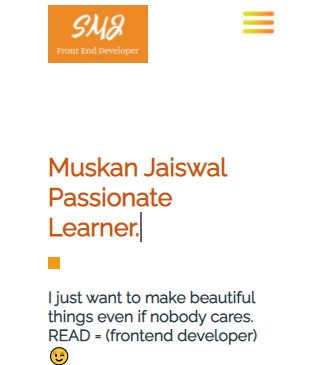 SMJ
Front End Developer
Muskan Jaiswal
Passionate
Learner.
I just want to make beautiful
things even if nobody cares.
READ = (frontend developer)
😉